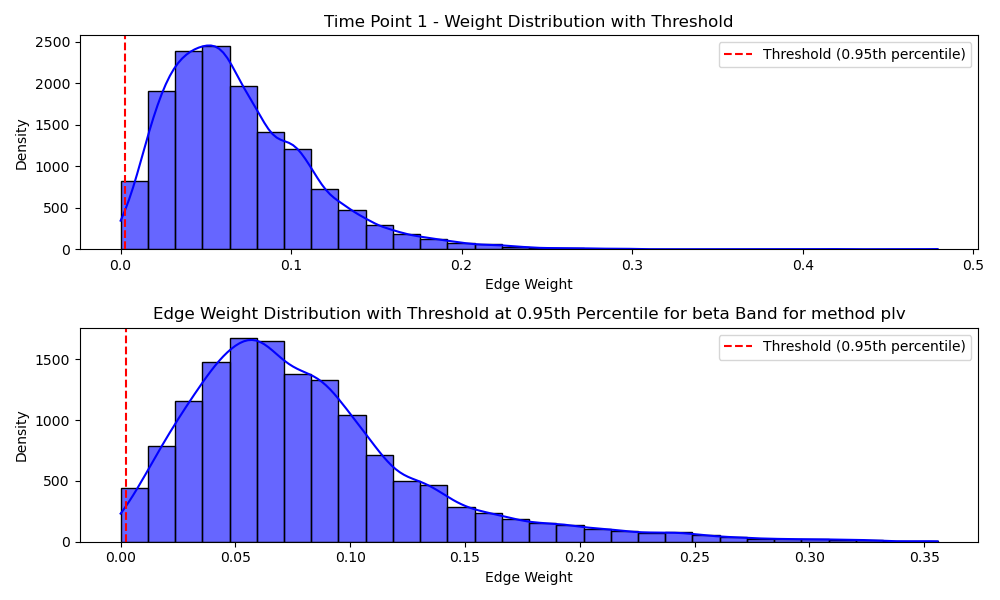 Time Point 1 - Weight Distribution with Threshold
Threshold (0.95th percentile)
Density
2500
2000
1500
1000
500
0
0.0 0.1 0.2 0.3 0.4 0.5
Edge Weight
Edge Weight Distribution with Threshold at 0.95th Percentile for beta Band for method plv
Threshold (0.95th percentile)
Density
1500
1000
500
0
0.00 0.05 0.10 0.15 0.20 0.25 0.30 0.35
Edge Weight